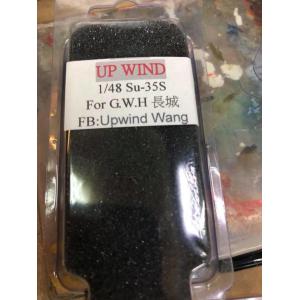 UP WIND
1/48 Su-35S
For G.W.H 長城
FB:Upwind Wang